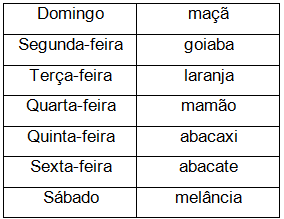 Domingo maçã
Segunda-feira goiaba
Terça-feira laranja
Quarta-feira mamão
Quinta-feira abacaxi
Sexta-feira abacate
Sábado melância